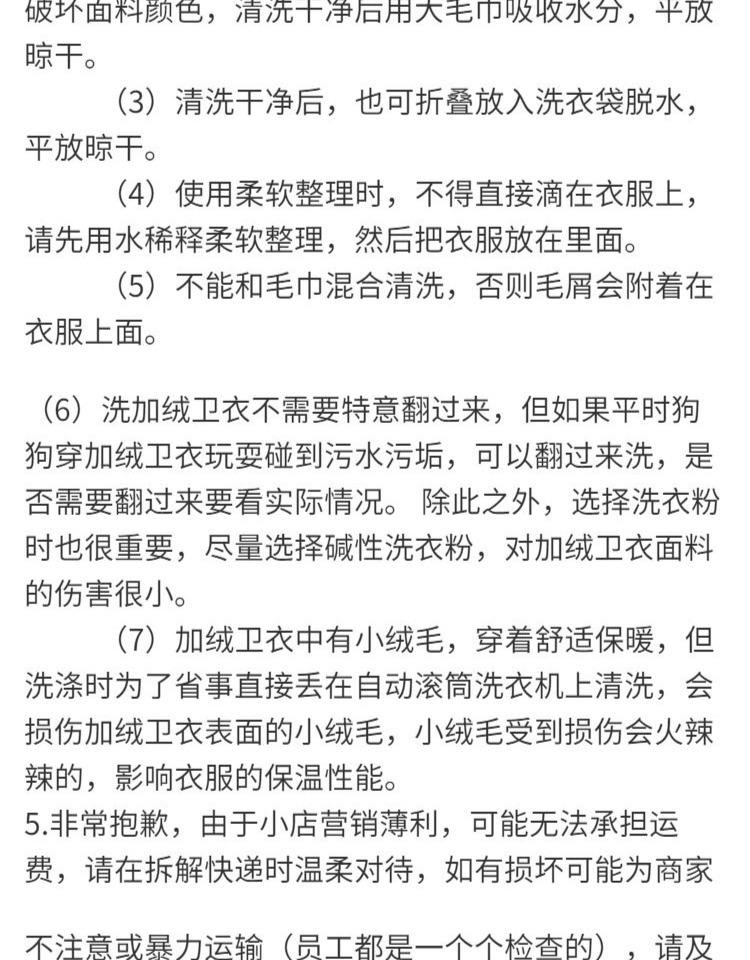 破坏面料颜色，清洗干净后用大毛巾吸收水分，平放
晾干。
（3）清洗干净后，也可折叠放入洗衣袋脱水，
平放晾干。
（4）使用柔软整理时，不得直接滴在衣服上，
请先用水稀释柔软整理，然后把衣服放在里面。
（5）不能和毛巾混合清洗，否则毛屑会附着在
衣服上面。
（6）洗加绒卫衣不需要特意翻过来，但如果平时狗
狗穿加绒卫衣玩耍碰到污水污垢，可以翻过来洗，是
否需要翻过来要看实际情况。 除此之外，选择洗衣粉
时也很重要，尽量选择碱性洗衣粉，对加绒卫衣面料
的伤害很小。
（7）加绒卫衣中有小绒毛，穿着舒适保暖，但
洗涤时为了省事直接丢在自动滚筒洗衣机上清洗，会
损伤加绒卫衣表面的小绒毛，小绒毛受到损伤会火辣
辣的，影响衣服的保温性能。
5.非常抱歉，由于小店营销薄利，可能无法承担运
费，请在拆解快递时温柔对待，如有损坏可能为商家
不注意或暴力运输（员工都是一个个检查的），请及